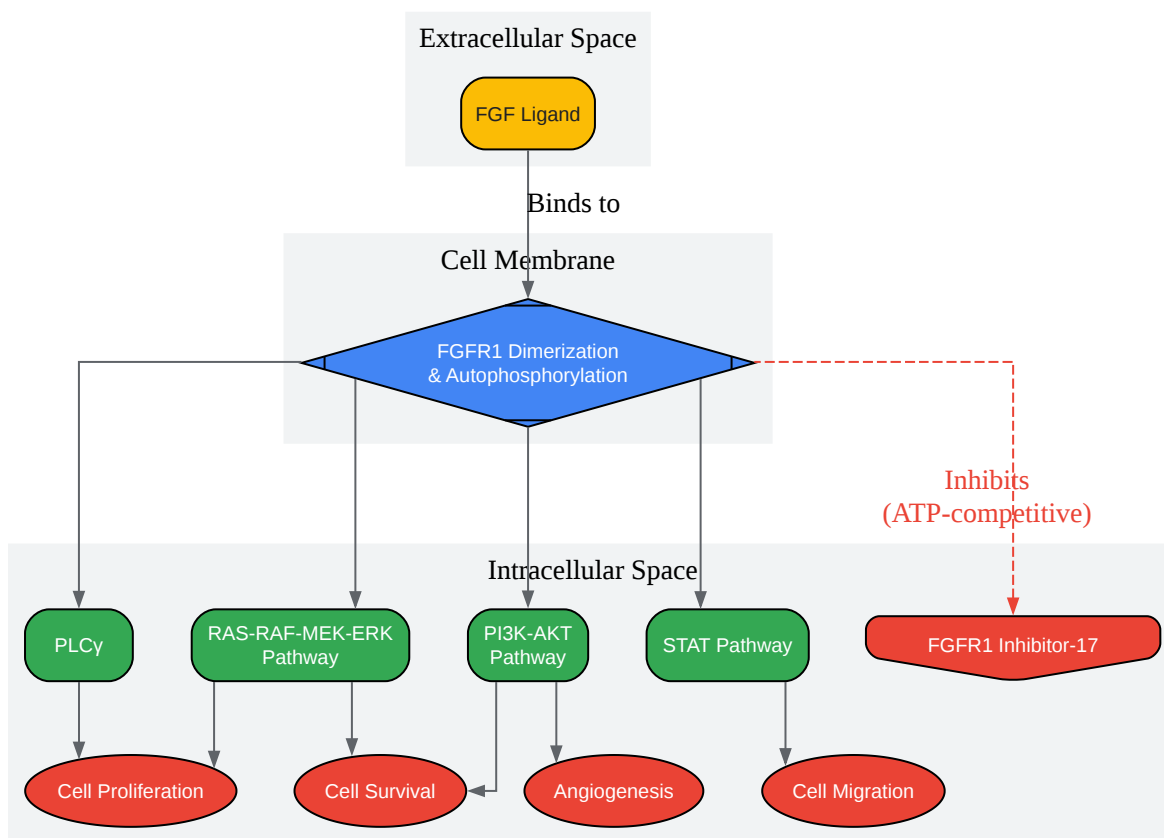 Extracellular Space
FGF Ligand
Binds to
Cell Membrane
FGFR1 Dimerization
& Autophosphorylation
Inhibits
(ATP-competitive)
Intracellular Space
PLCγ
RAS-RAF-MEK-ERK
Pathway
PI3K-AKT
Pathway
STAT Pathway
FGFR1 Inhibitor-17
Cell Proliferation
Cell Survival
Angiogenesis
Cell Migration